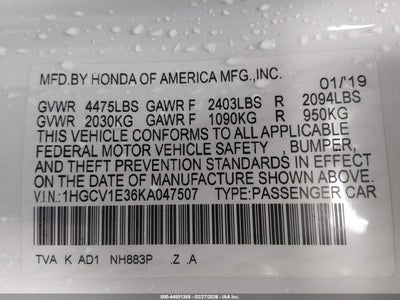 MFD.BY HONDA OF AMERICA MFG.,INC. 01/'19
GVWR 4475LBS GAWR F 2403LBS R 2094LBS
GVWR 2030KG GAWR F 1090KG R 950KG
THIS VEHICLE CONFORMS TO ALL APPLICABLE
FEDERAL MOTOR VEHICLE SAFETY , BUMPER,
AND THEFT PREVENTION STANDARDS IN EFFECT
ON THE DATE OF MANUFACTURE SHOWN ABOVE.
V.I.N.:1HGCV1E36KA047507 TYPE:PASSENGER CAR
TVA K AD1 NH883P .Z .A
500-44601365 - 02/27/2026 - IAA Inc.